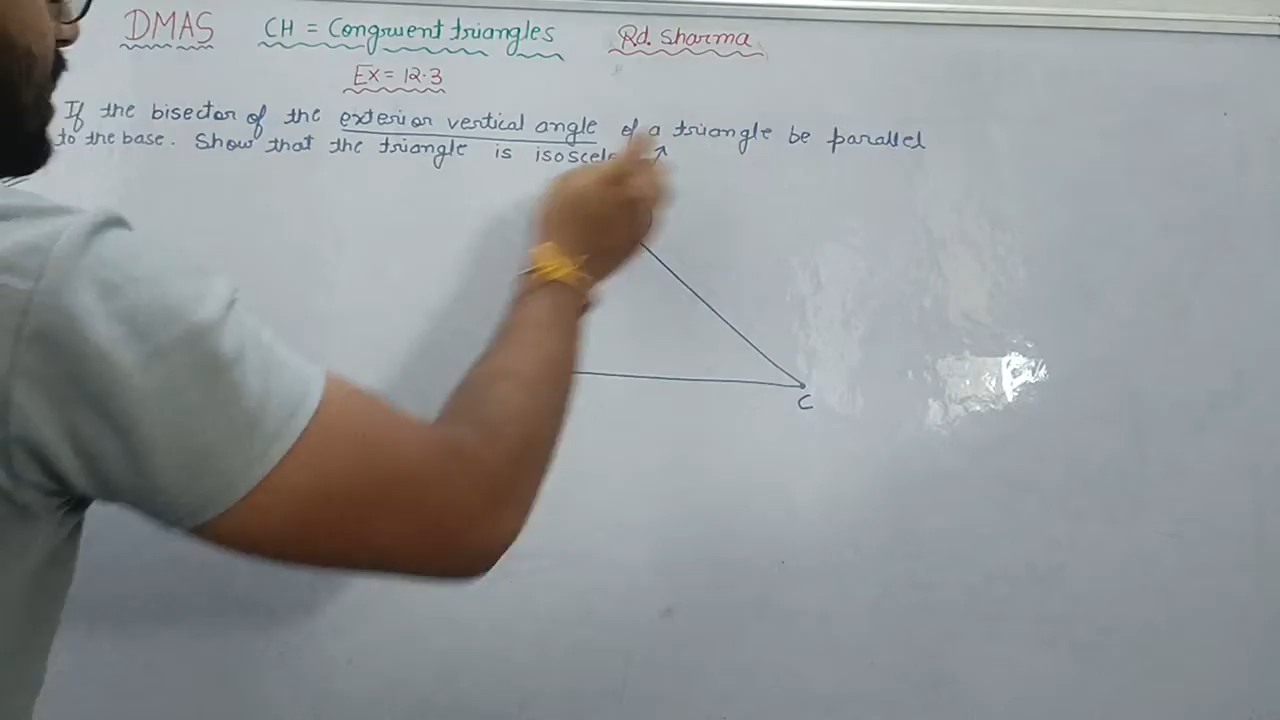 DMAS CH = Congruent triangles Rd. Sharma
Ex = 12.3
If the bisector of the exterior vertical angle of a triangle be parallel
to the base. Show that the triangle is
C